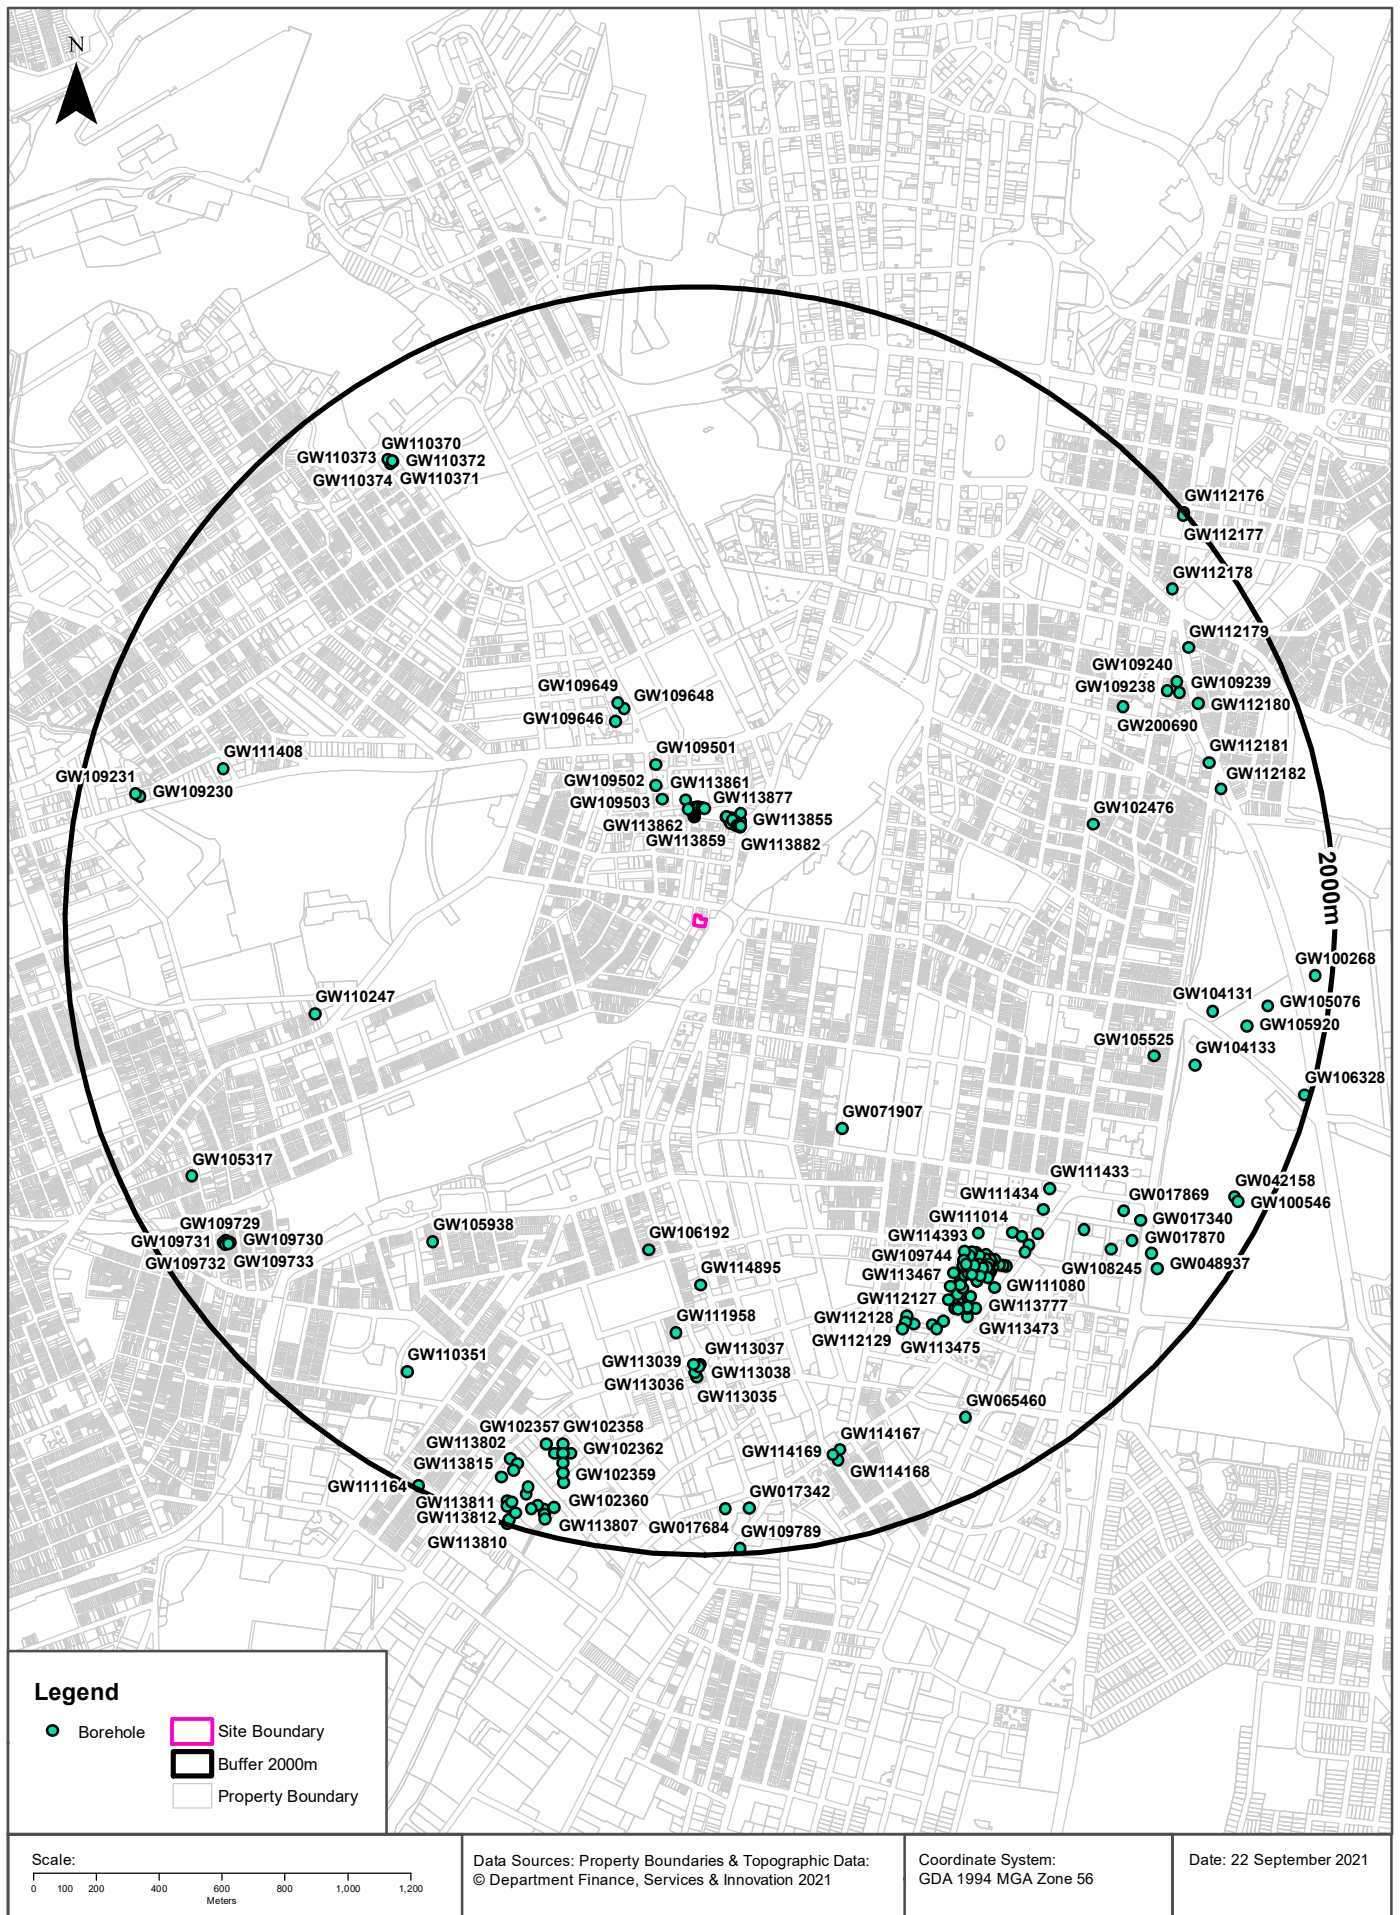 N
GW110370
GW110373
GW110372
GW110374
GW110371
GW112176
GW112177
GW112178
GW112179
GW109240
GW109238
GW109239
GW112180
GW200690
GW109649
GW109648
GW109646
GW109501
GW112181
GW111408
GW109231
GW109230
GW109502
GW113861
GW112182
GW109503
GW113877
GW102476
GW113862
GW113855
GW113859
GW113882
2000m
GW100268
GW110247
GW104131
GW105076
GW105920
GW105525
GW104133
GW106328
GW071907
GW105317
GW111433
GW042158
GW111434
GW017869
GW100546
GW109729
GW105938
GW106192
GW111014
GW017340
GW109731
GW109730
GW114393
GW017870
GW109732
GW109733
GW109744
GW108245
GW048937
GW114895
GW113467
GW111080
GW112127
GW113777
GW111958
GW112128
GW113473
GW112129
GW113475
GW110351
GW113039
GW113037
GW113038
GW113036
GW113035
GW065460
GW102357
GW102358
GW114167
GW113802
GW102362
GW114169
GW113815
GW102359
GW114168
GW111164
GW113811
GW102360
GW017342
GW113812
GW113807
GW017684
GW113810
GW109789
Legend
Borehole
Site Boundary
Buffer 2000m
Property Boundary
Scale:
0 100 200 400 600 800 1,000 1,200
Meters
Data Sources: Property Boundaries & Topographic Data:
© Department Finance, Services & Innovation 2021
Coordinate System:
GDA 1994 MGA Zone 56
Date: 22 September 2021